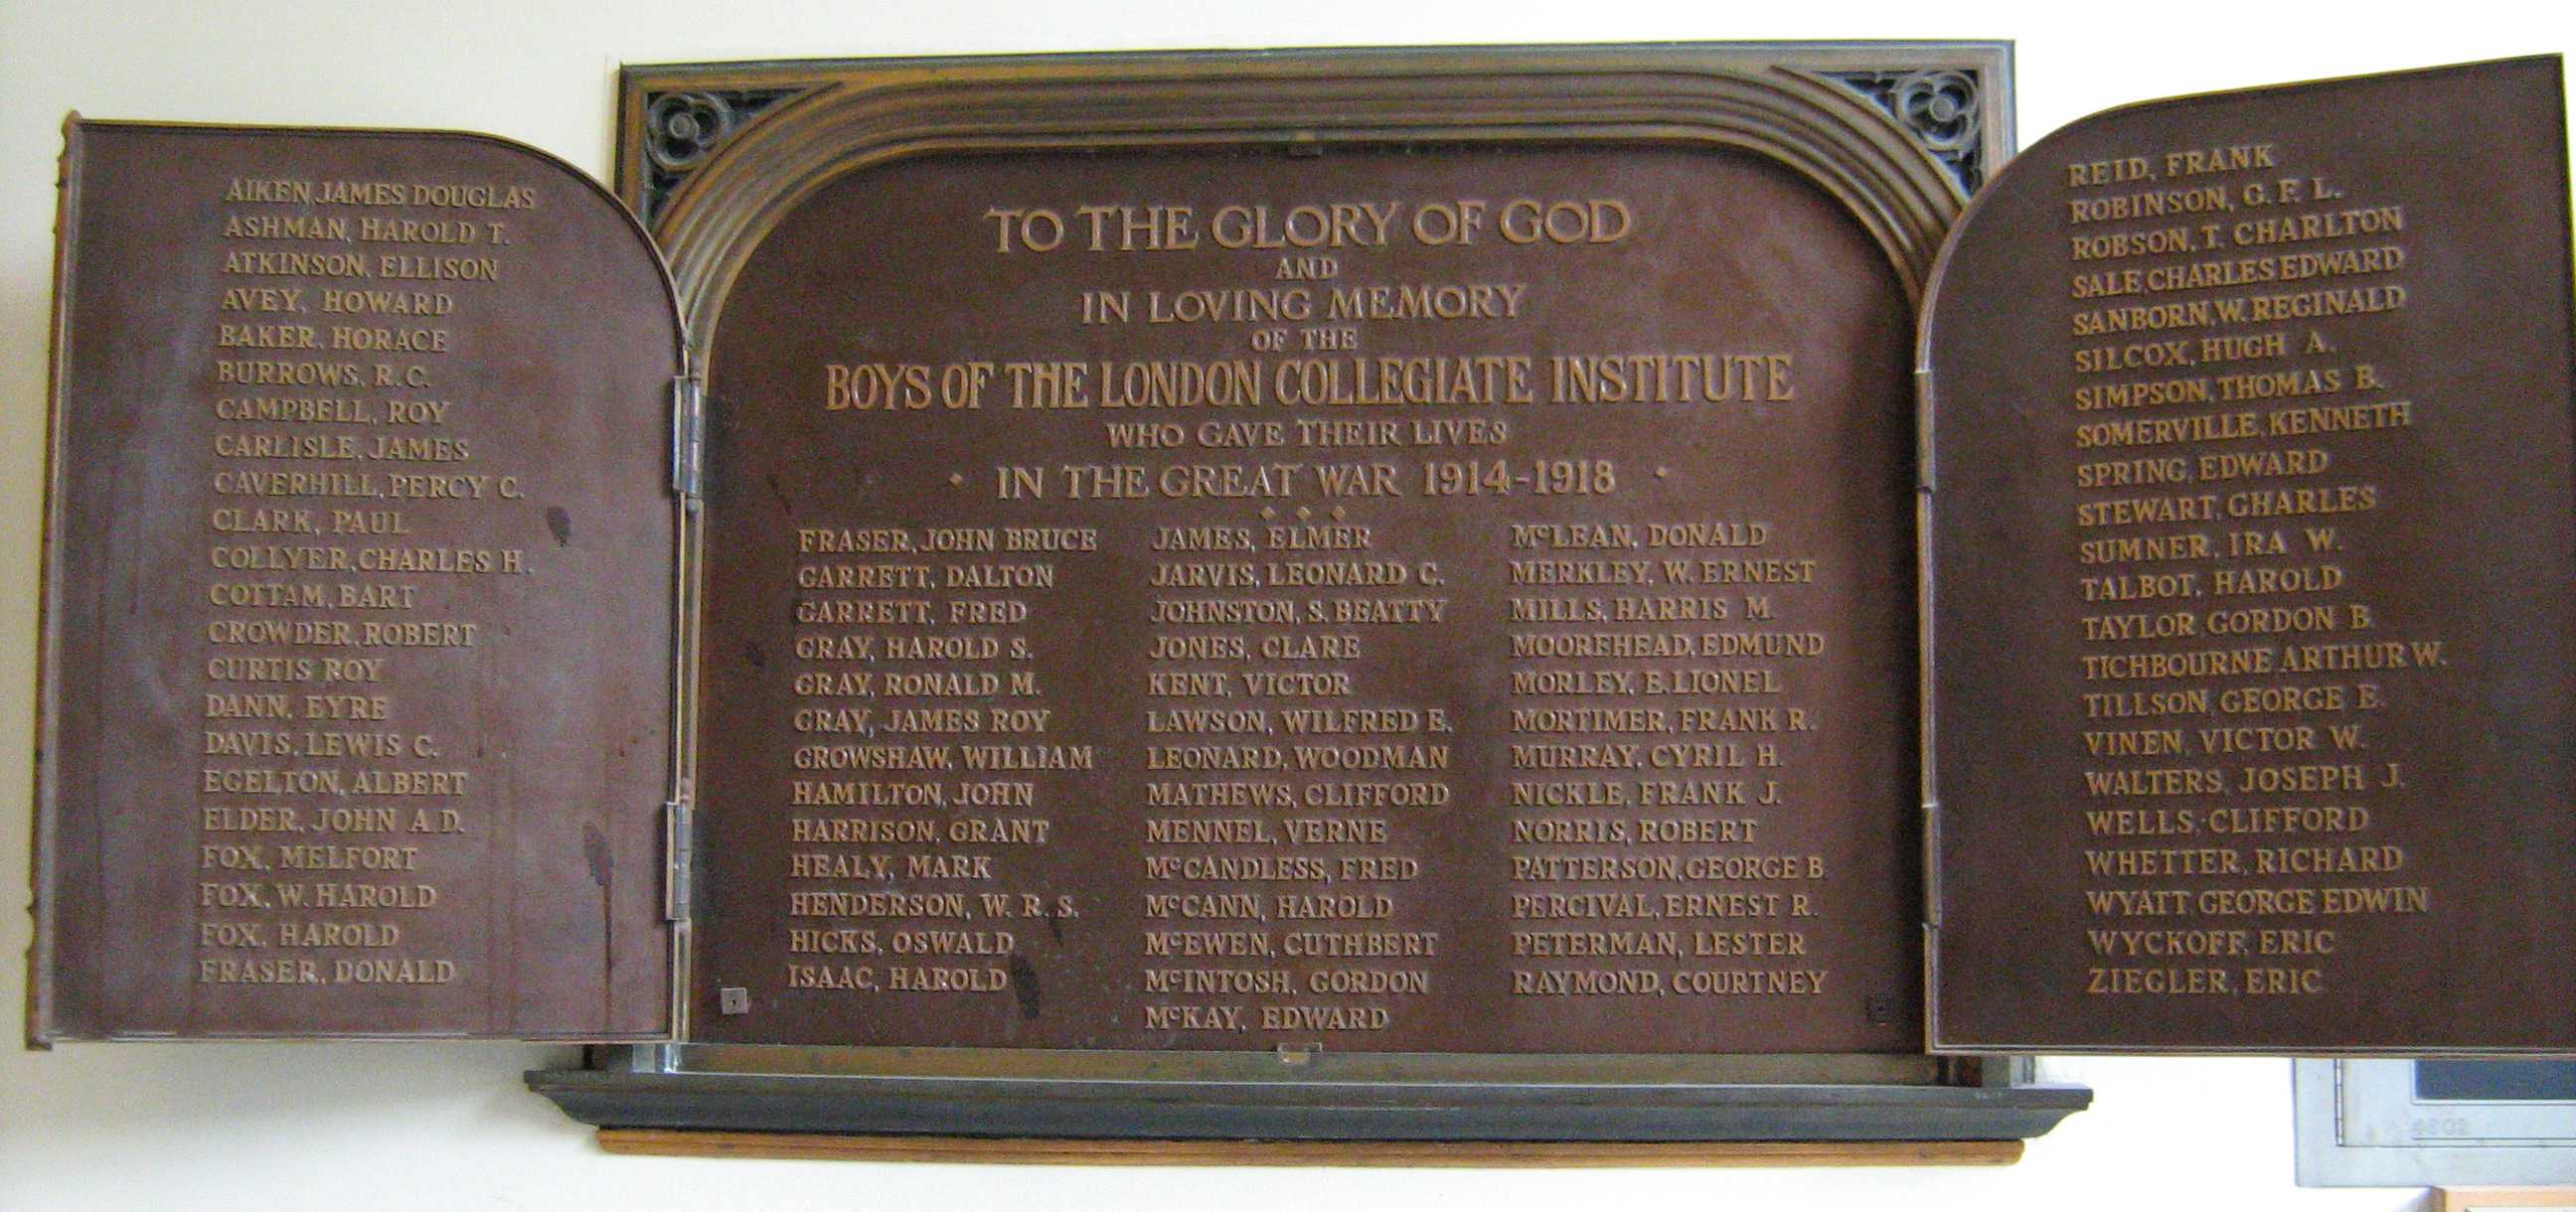 AIKEN, JAMES DOUGLAS
ASHMAN, HAROLD T.
ATKINSON, ELLISON
AVEY, HOWARD
BAKER, HORACE
BURROWS, R.C.
CAMPBELL, ROY
CARLISLE, JAMES
CAVERHILL, PERCY C.
CLARK, PAUL
COLLYER, CHARLES H.
COTTAM, BART
CROWDER, ROBERT
CURTIS ROY
DANN, EYRE
DAVIS, LEWIS C.
EGELTON, ALBERT
ELDER, JOHN A.D.
FOX, MELFORT
FOX, W. HAROLD
FOX, HAROLD
FRASER, DONALD
TO THE GLORY OF GOD
AND
IN LOVING MEMORY
OF THE
BOYS OF THE LONDON COLLEGIATE INSTITUTE
WHO GAVE THEIR LIVES
IN THE GREAT WAR 1914-1918
FRASER, JOHN BRUCE
GARRETT, DALTON
GARRETT, FRED
GRAY, HAROLD S.
GRAY, RONALD M.
GRAY, JAMES ROY
GROWSHAW, WILLIAM
HAMILTON, JOHN
HARRISON, GRANT
HEALY, MARK
HENDERSON, W. R. S.
HICKS, OSWALD
ISAAC, HAROLD
JAMES, ELMER
JARVIS, LEONARD C.
JOHNSTON, S. BEATTY
JONES, CLARE
KENT, VICTOR
LAWSON, WILFRED E.
LEONARD, WOODMAN
MATHEWS, CLIFFORD
MENNEL, VERNE
McCANDLESS, FRED
McCANN, HAROLD
McEWEN, CUTHBERT
McINTOSH, GORDON
McKAY, EDWARD
McLEAN, DONALD
MERKLEY, W. ERNEST
MILLS, HARRIS M.
MOOREHEAD, EDMUND
MORLEY, E. LIONEL
MORTIMER, FRANK R.
MURRAY, CYRIL H.
NICKLE, FRANK J.
NORRIS, ROBERT
PATTERSON, GEORGE B
PERCIVAL, ERNEST R.
PETERMAN, LESTER
RAYMOND, COURTNEY
REID, FRANK
ROBINSON, G. F. L.
ROBSON, T. CHARLTON
SALE, CHARLES EDWARD
SANBORN, W. REGINALD
SILCOX, HUGH A.
SIMPSON, THOMAS B.
SOMERVILLE, KENNETH
SPRING, EDWARD
STEWART, CHARLES
SUMNER, IRA W.
TALBOT, HAROLD
TAYLOR GORDON B.
TICHBOURNE ARTHUR W.
TILLSON, GEORGE E.
VINEN, VICTOR W.
WALTERS, JOSEPH J.
WELLS, CLIFFORD
WHETTER, RICHARD
WYATT GEORGE EDWIN
WYCKOFF, ERIC
ZIEGLER, ERIC